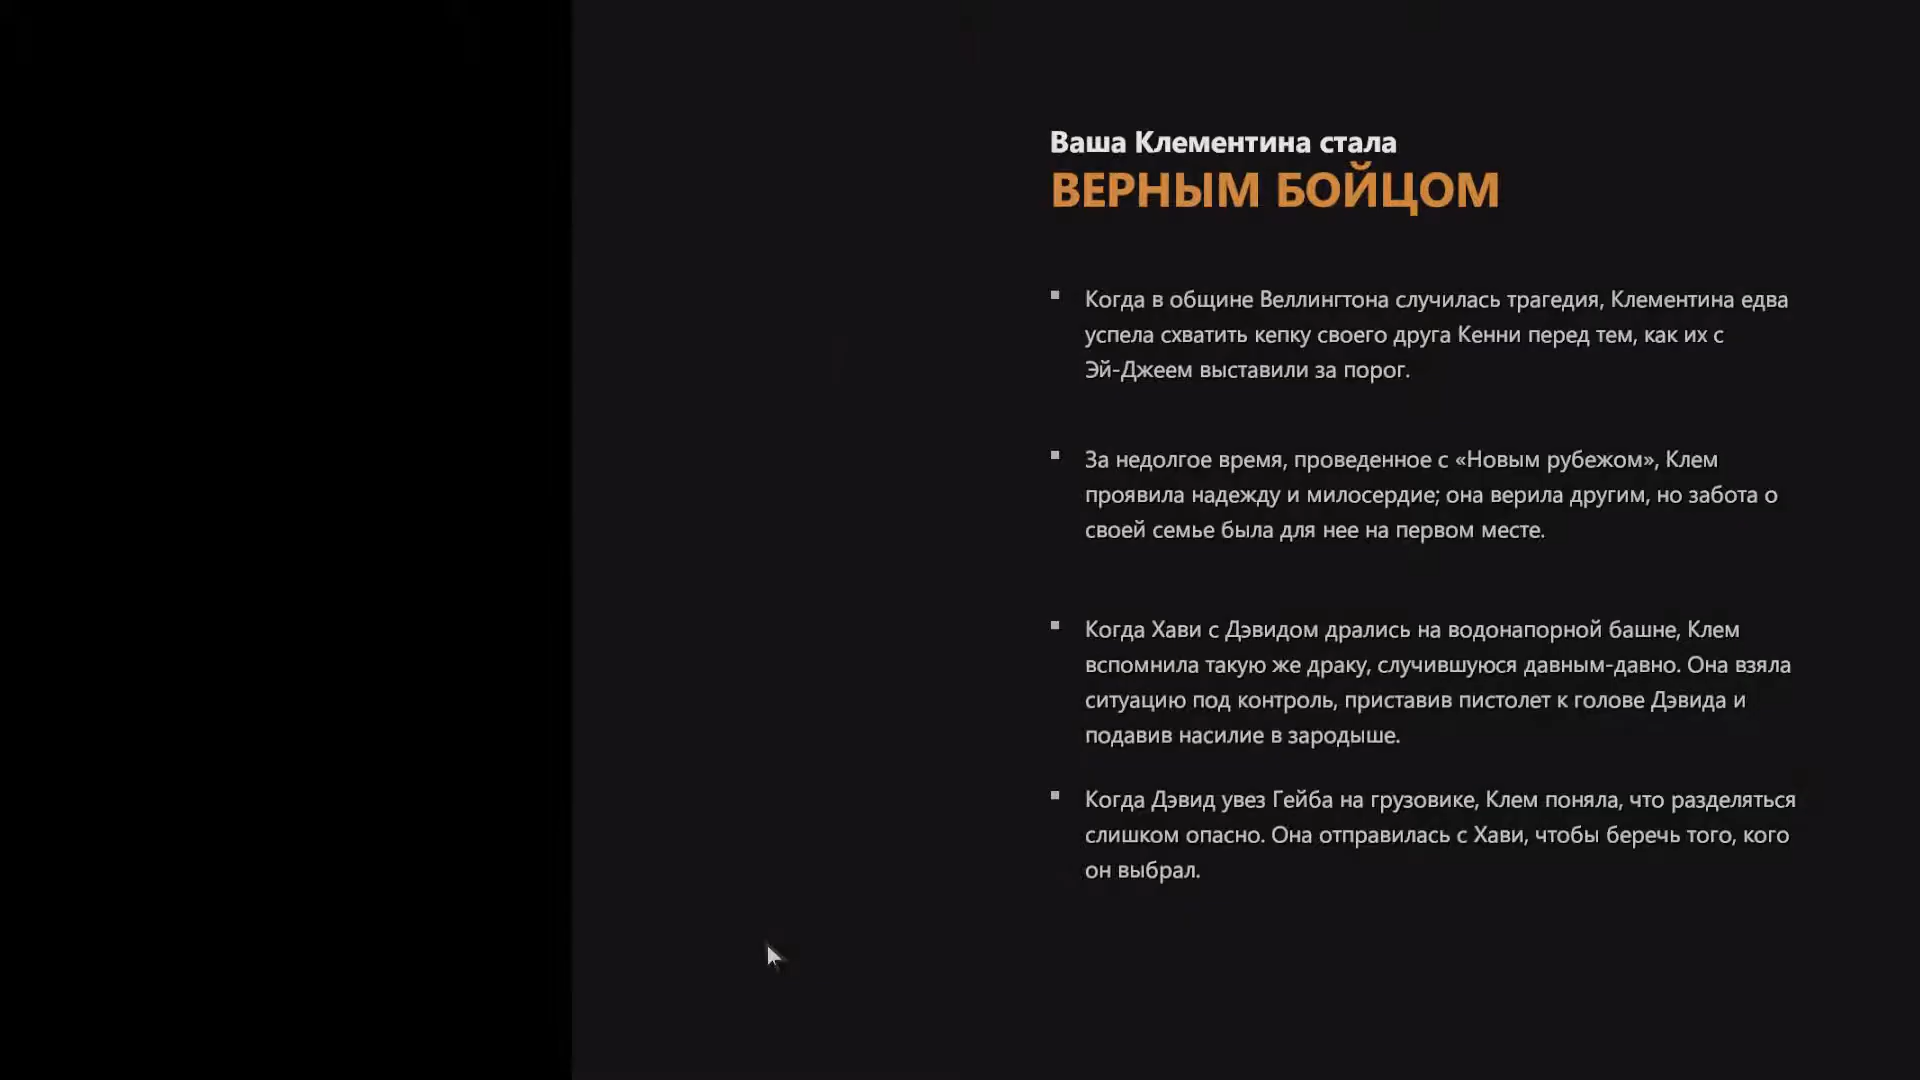 Ваша Клементина стала
ВЕРНЫМ БОЙЦОМ
Когда в общине Веллингтона случилась трагедия, Клементина едва
успела схватить кепку своего друга Кенни перед тем, как их с
Эй-Джеем выставили за порог.
За недолгое время, проведенное с «Новым рубежом», Клем
проявила надежду и милосердие; она верила другим, но забота о
своей семье была для нее на первом месте.
Когда Хави с Дэвидом дрались на водонапорной башне, Клем
вспомнила такую же драку, случившуюся давным-давно. Она взяла
ситуацию под контроль, приставив пистолет к голове Дэвида и
подавив насилие в зародыше.
Когда Дэвид увез Гейба на грузовике, Клем поняла, что разделяться
слишком опасно. Она отправилась с Хави, чтобы беречь того, кого
он выбрал.